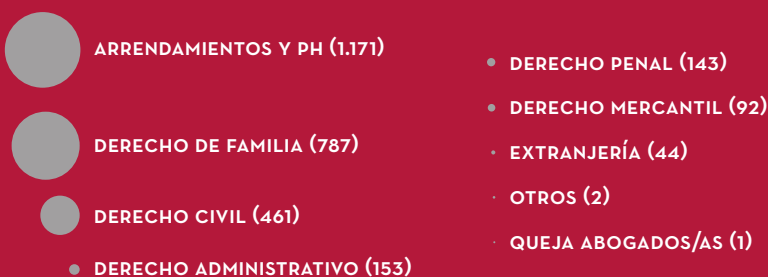 ARRENDAMIENTOS Y PH (1.171)
DERECHO DE FAMILIA (787)
DERECHO CIVIL (461)
DERECHO ADMINISTRATIVO (153)
DERECHO PENAL (143)
DERECHO MERCANTIL (92)
EXTRANJERÍA (44)
OTROS (2)
QUEJA ABOGADOS/AS (1)